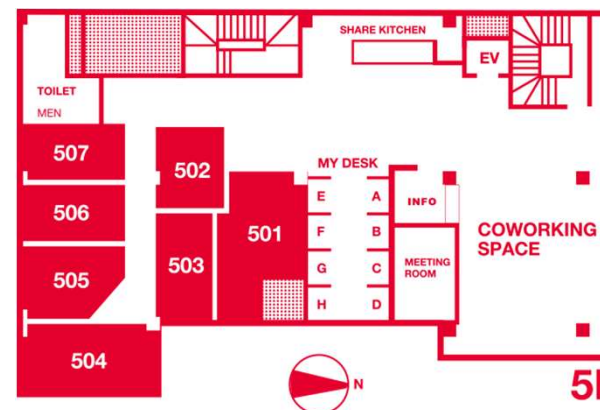 SHARE KITCHEN
EV
TOILET
MEN
507
502
MY DESK
E
A
506
INFO
501
F
B
COWORKING
SPACE
503
505
G
C
MEETING
ROOM
H
D
504
N